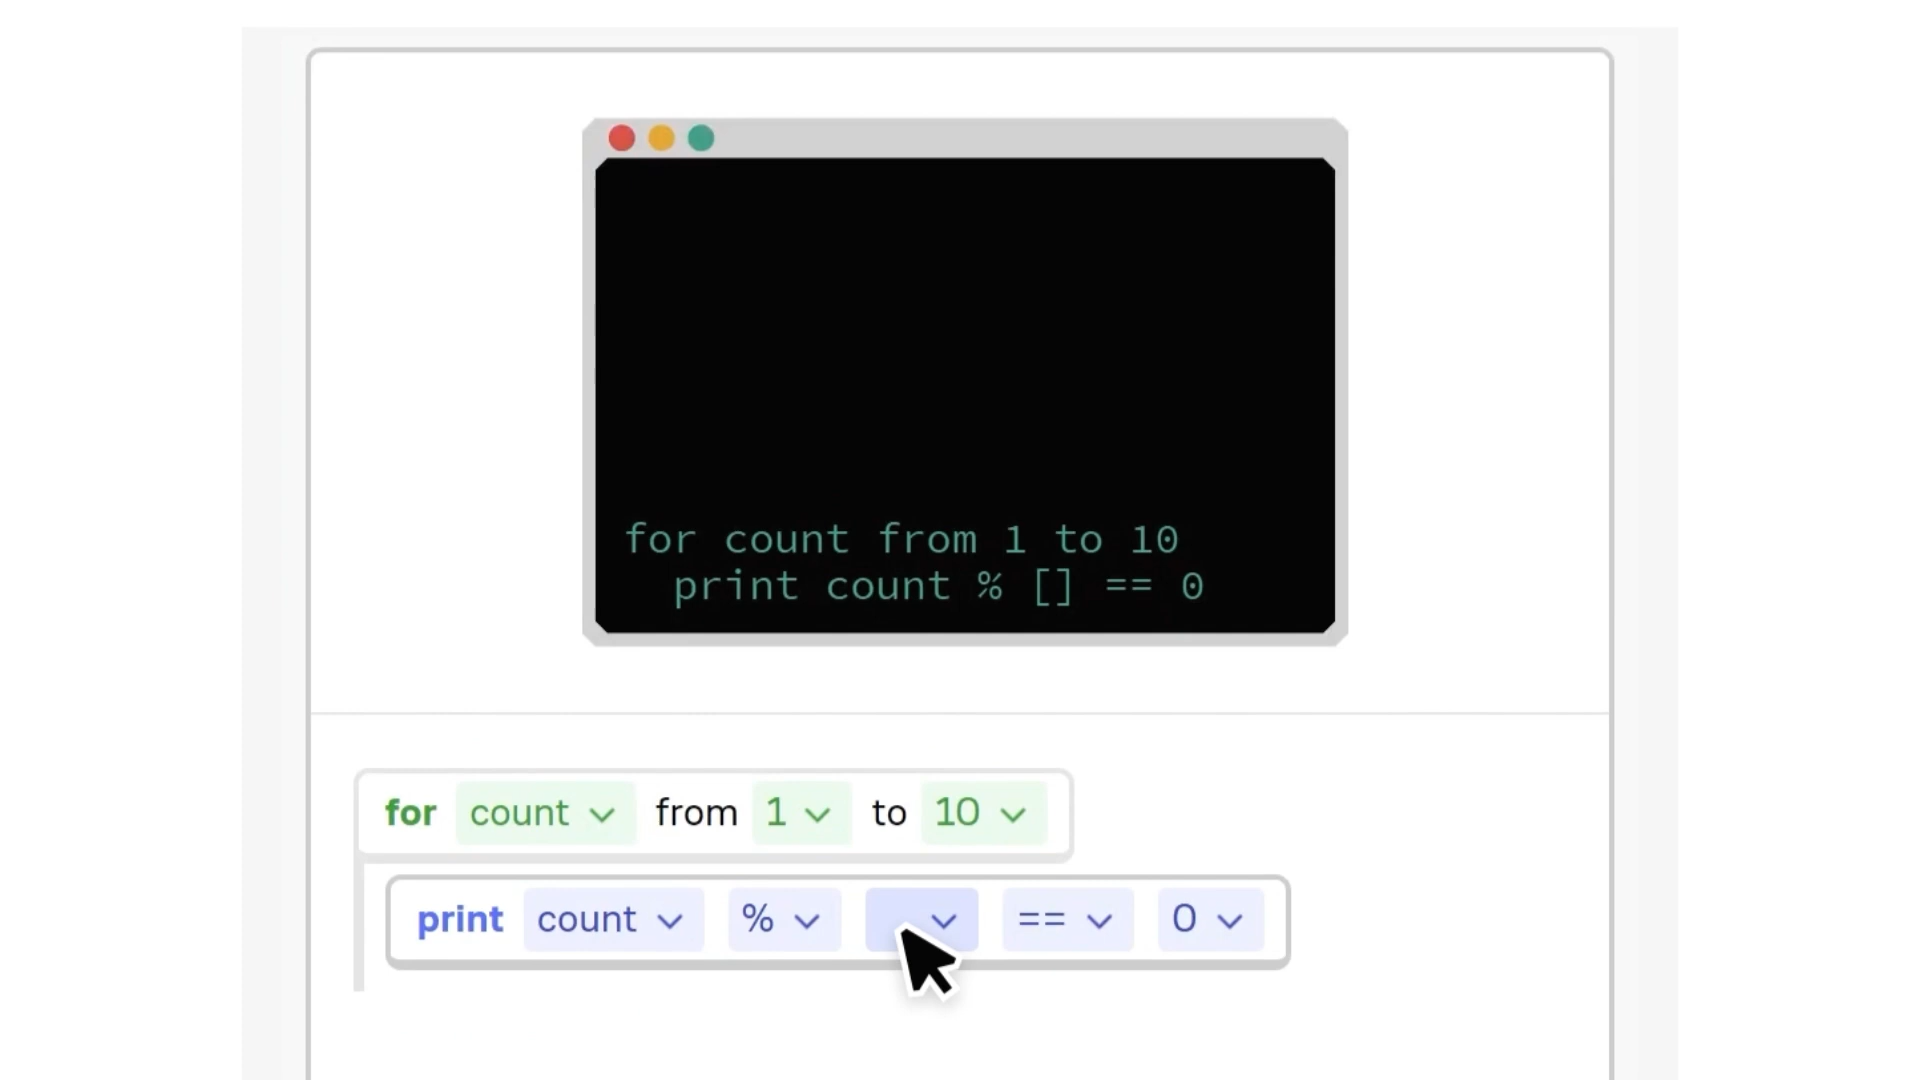 for count from 1 to 10
print count % [] == 0
for count from 1 to 10
print count % == 0